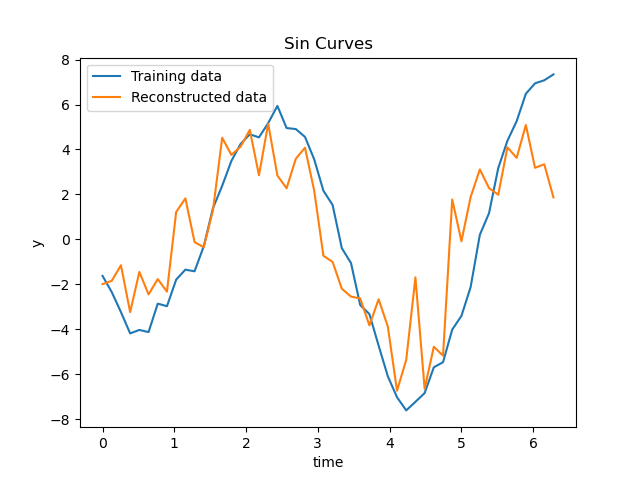 Sin Curves
Training data
Reconstructed data
y
8
6
4
2
0
−2
−4
−6
−8
0 1 2 3 4 5 6
time